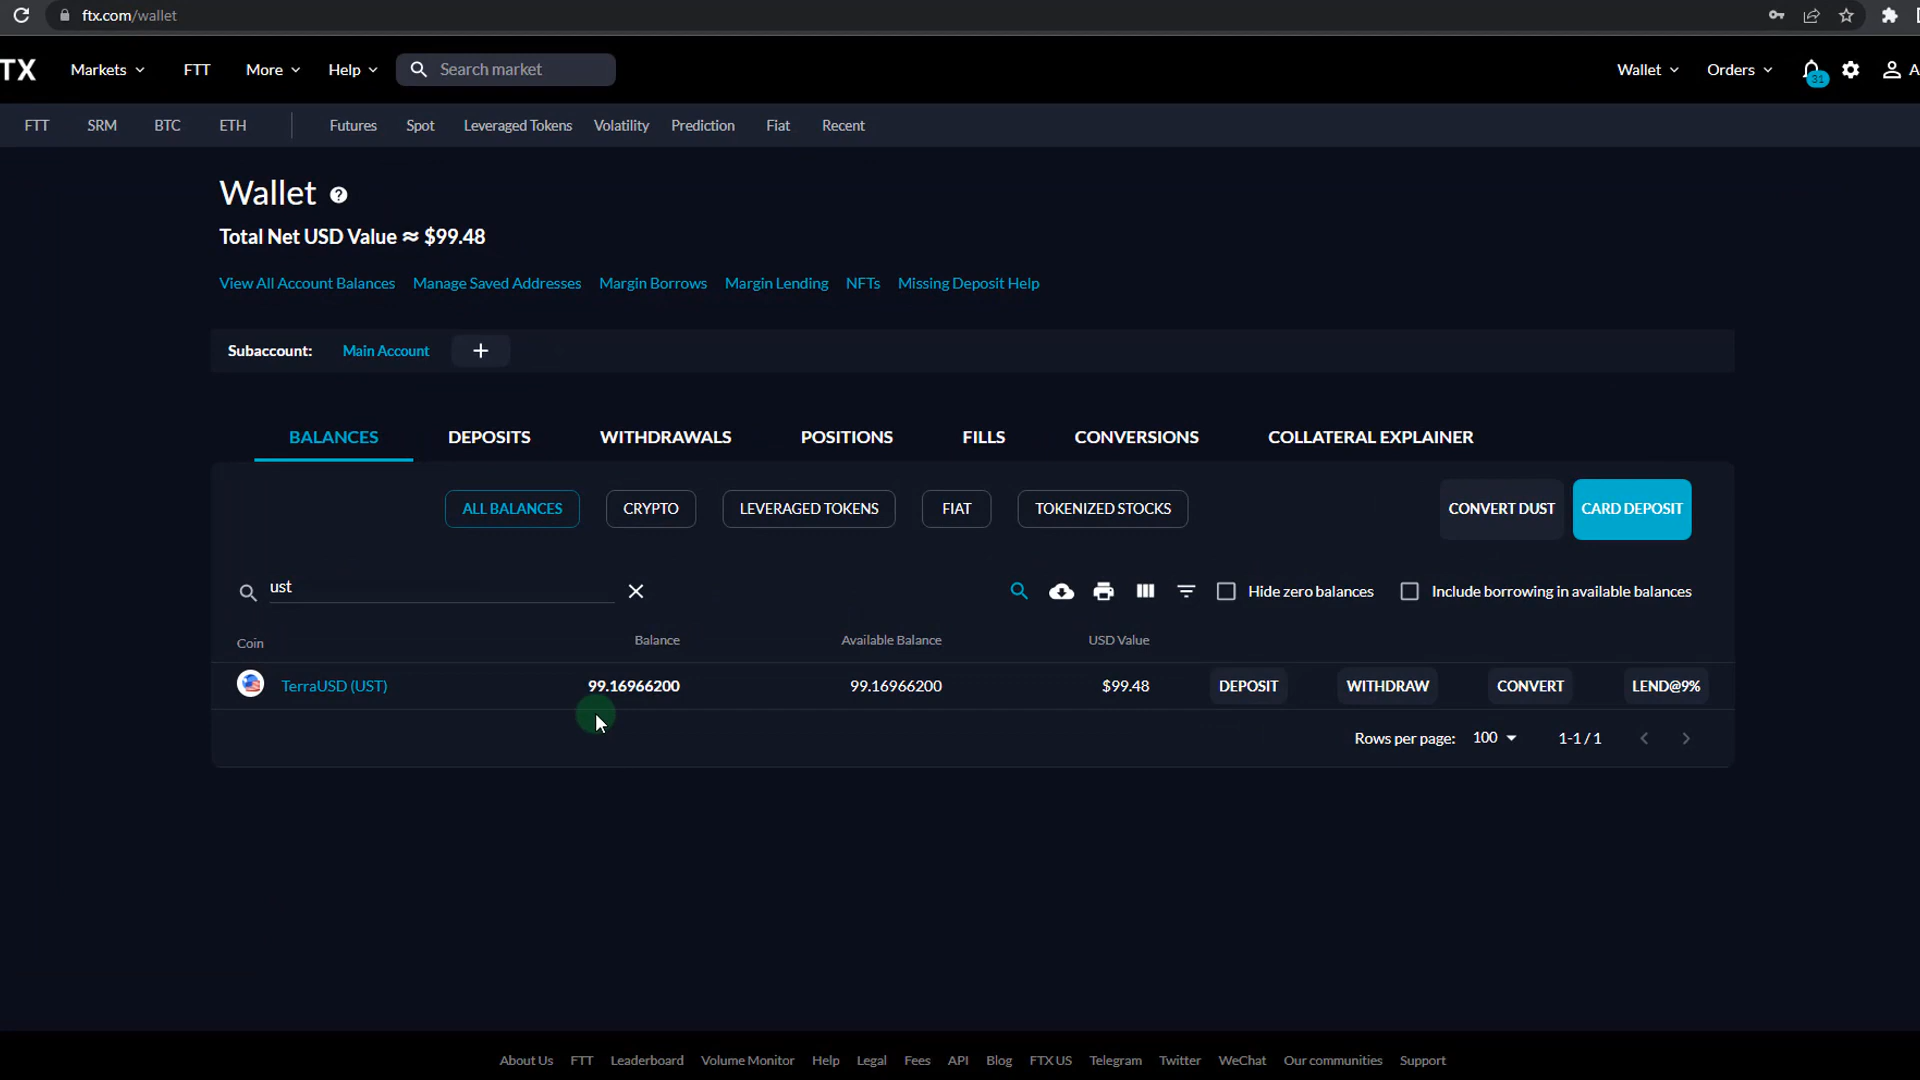 ftx.com/wallet
TX Markets FTT More Help Search market Wallet Orders 31 A
FTT SRM BTC ETH Futures Spot Leveraged Tokens Volatility Prediction Fiat Recent
Wallet ?
Total Net USD Value ≈ $99.48
View All Account Balances Manage Saved Addresses Margin Borrows Margin Lending NFTs Missing Deposit Help
Subaccount: Main Account +
BALANCES DEPOSITS WITHDRAWALS POSITIONS FILLS CONVERSIONS COLLATERAL EXPLAINER
ALL BALANCES CRYPTO LEVERAGED TOKENS FIAT TOKENIZED STOCKS CONVERT DUST CARD DEPOSIT
ust Hide zero balances Include borrowing in available balances
Coin Balance Available Balance USD Value
TerraUSD (UST) 99.16966200 99.16966200 $99.48 DEPOSIT WITHDRAW CONVERT LEND@9%
Rows per page: 100 1-1 / 1
About Us FTT Leaderboard Volume Monitor Help Legal Fees API Blog FTX US Telegram Twitter WeChat Our communities Support